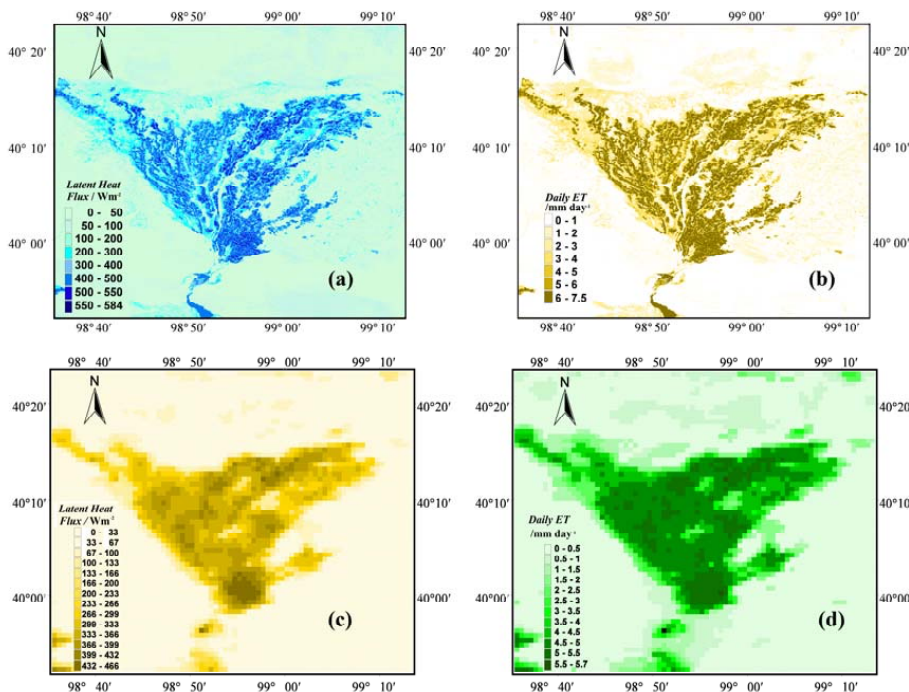 98° 40′ 98° 50′ 99° 00′ 99° 10′
N
40° 20′
40° 10′
40° 00′
Latent Heat
Flux / Wm⁻²
0 - 50
50 - 100
100 - 200
200 - 300
300 - 400
400 - 500
500 - 550
550 - 584
(a)
98° 40′ 98° 50′ 99° 00′ 99° 10′
98° 40′ 98° 50′ 99° 00′ 99° 10′
N
40° 20′ 40° 20′
40° 10′ 40° 10′
40° 00′ 40° 00′
Daily ET
/mm day⁻¹
0 - 1
1 - 2
2 - 3
3 - 4
4 - 5
5 - 6
6 - 7.5
(b)
98° 40′ 98° 50′ 99° 00′ 99° 10′
98° 40′ 98° 50′ 99° 00′ 99° 10′
N
40°20′
40°10′
40°00′
Latent Heat
Flux / Wm⁻²
0 - 33
33 - 67
67 - 100
100 - 133
133 - 166
166 - 200
200 - 233
233 - 266
266 - 299
299 - 333
333 - 366
366 - 399
399 - 432
432 - 466
(c)
98° 40′ 98° 50′ 99° 00′ 99° 10′
98° 40′ 98° 50′ 99° 00′ 99° 10′
N
40°20′ 40°20′
40°10′ 40°10′
40°00′ 40°00′
Daily ET
/mm day⁻¹
0 - 0.5
0.5 - 1
1 - 1.5
1.5 - 2
2 - 2.5
2.5 - 3
3 - 3.5
3.5 - 4
4 - 4.5
4.5 - 5
5 - 5.5
5.5 - 5.7
(d)
98° 40′ 98° 50′ 99° 00′ 99° 10′